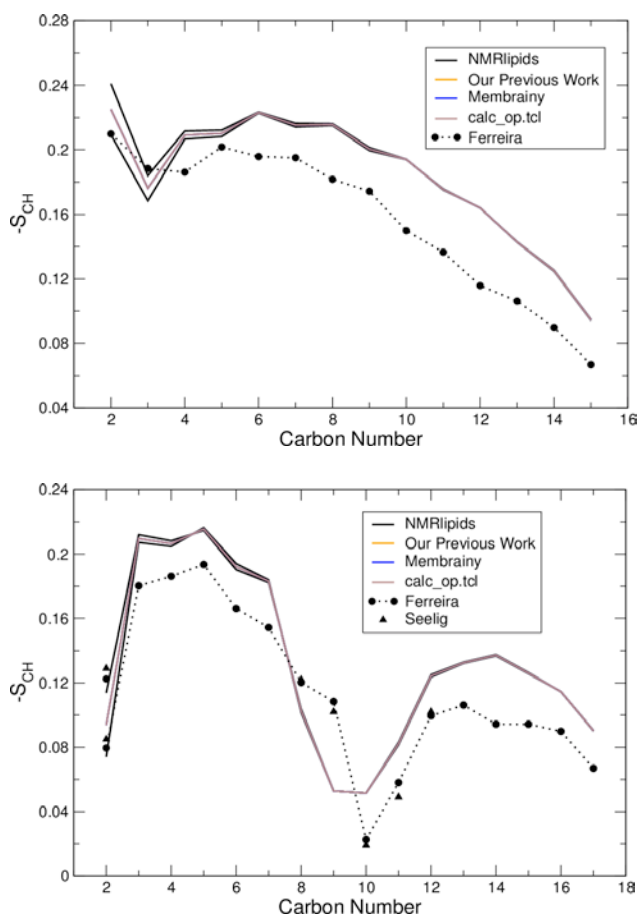 0.28
0.24
0.2
0.16
0.12
0.08
0.04
-S_CH
NMRlipids
Our Previous Work
Membrainy
calc_op.tcl
Ferreira
2 4 6 8 10 12 14 16
Carbon Number
0.24
0.2
0.16
0.12
0.08
0.04
0
-S_CH
NMRlipids
Our Previous Work
Membrainy
calc_op.tcl
Ferreira
Seelig
2 4 6 8 10 12 14 16 18
Carbon Number